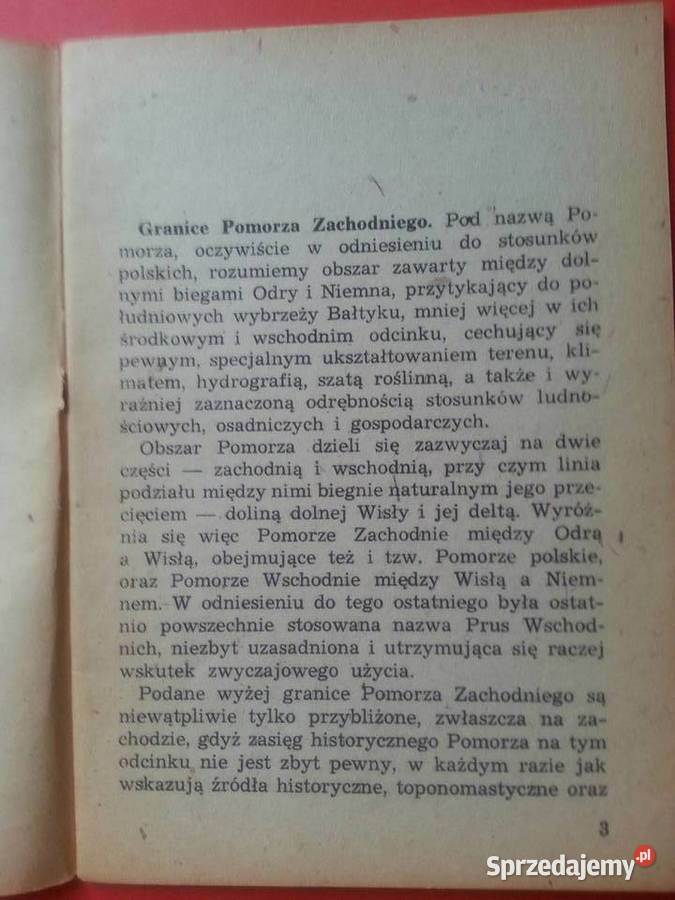 Granice Pomorza Zachodniego. Pod nazwą Po-
morza, oczywiście w odniesieniu do stosunków
polskich, rozumiemy obszar zawarty między dol-
nymi biegami Odry i Niemna, przytykający do po-
łudniowych wybrzeży Bałtyku, mniej więcej w ich
środkowym i wschodnim odcinku, cechujący się
pewnym, specjalnym ukształtowaniem terenu, kli-
matem, hydrografią, szatą roślinną, a także i wy-
raźniej zaznaczoną odrębnością stosunków ludno-
ściowych, osadniczych i gospodarczych.
Obszar Pomorza dzieli się zazwyczaj na dwie
części — zachodnią i wschodnią, przy czym linia
podziału między nimi biegnie naturalnym jego prze-
cięciem — doliną dolnej Wisły i jej deltą. Wyróż-
nia się więc Pomorze Zachodnie między Odrą
a Wisłą, obejmujące też i tzw. Pomorze polskie,
oraz Pomorze Wschodnie między Wisłą a Niem-
nem. W odniesieniu do tego ostatniego była ostat-
nio powszechnie stosowana nazwa Prus Wschod-
nich, niezbyt uzasadniona i utrzymująca się raczej
wskutek zwyczajowego użycia.
Podane wyżej granice Pomorza Zachodniego są
niewątpliwie tylko przybliżone, zwłaszcza na za-
chodzie, gdyż zasięg historycznego Pomorza na tym
odcinku nie jest zbyt pewny, w każdym razie jak
wskazują źródła historyczne, toponomastyczne oraz
3
Sprzedajemy.pl